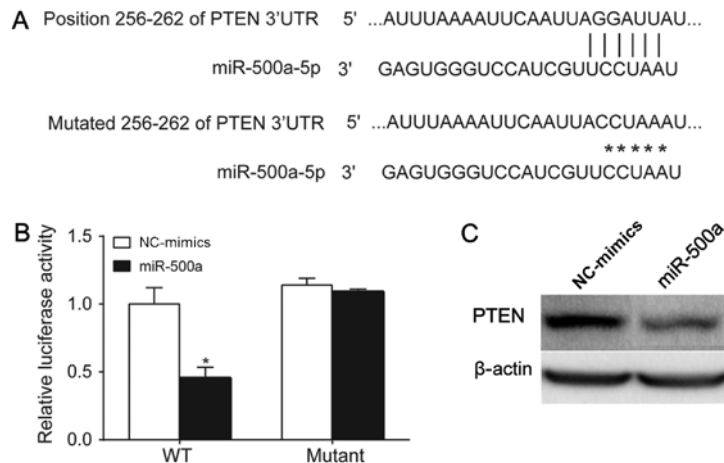 A
Position 256-262 of PTEN 3'UTR 5' ...AUUUAAAAUUCAAUUAGGAUUAU...
miR-500a-5p 3' GAGUGGGUCCAUCGUUCCUAAU
Mutated 256-262 of PTEN 3'UTR 5' ...AUUUAAAAUUCAAUUACCUAAAU...
*****
miR-500a-5p 3' GAGUGGGUCCAUCGUUCCUAAU
B
Relative luciferase activity
1.5
1.0
0.5
0.0
NC-mimics
miR-500a
*
WT Mutant
C
NC-mimics miR-500a
PTEN
β-actin